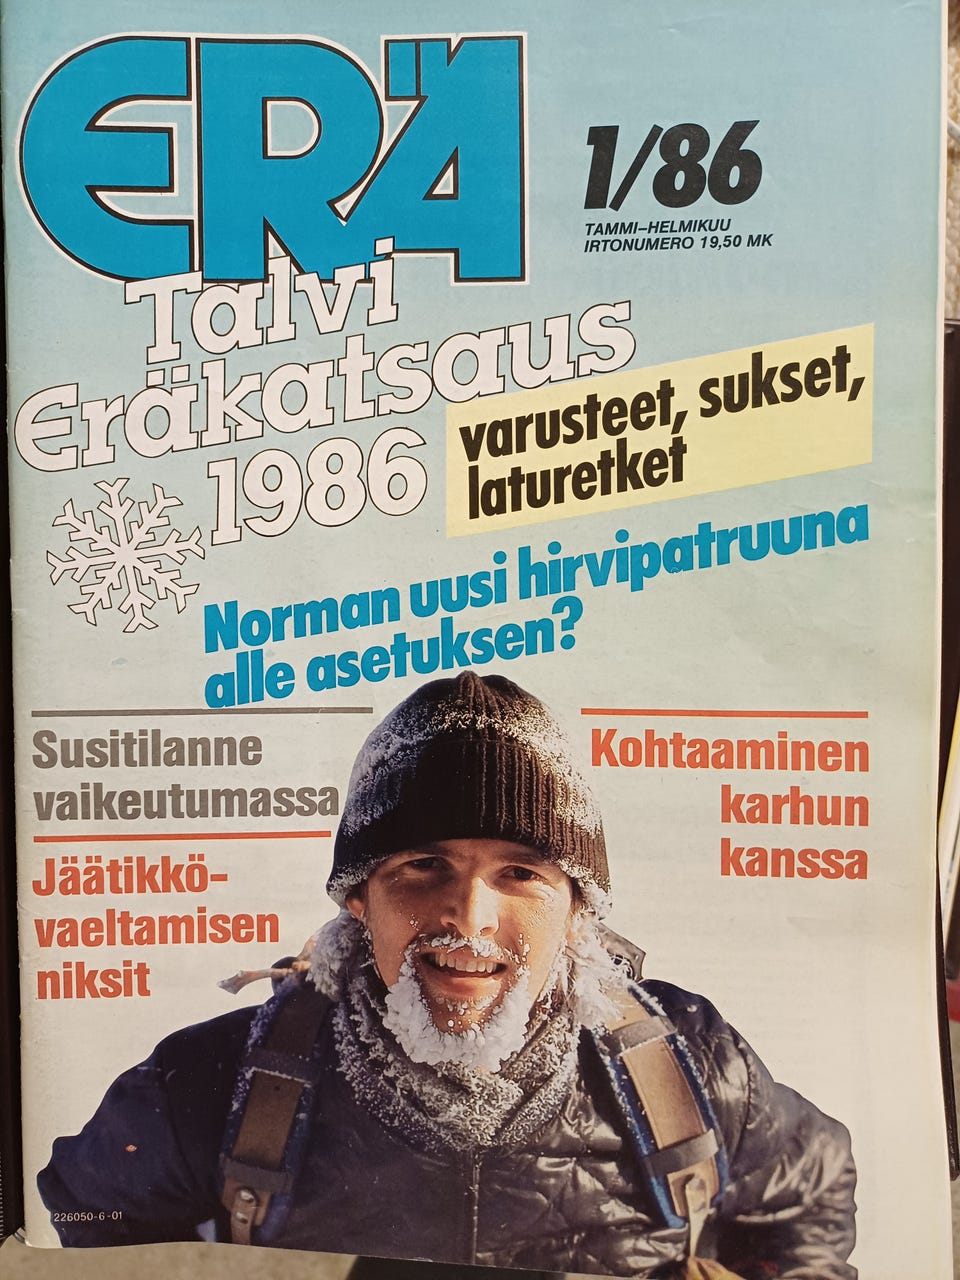 ERÄ
1/86
TAMMI–HELMIKUU
IRTONUMERO 19,50 MK
Talvi
Eräkatsaus
1986
varusteet, sukset,
laturetket
Norman uusi hirvipatruuna
alle asetuksen?
Susitilanne
vaikeutumassa
Jäätikkö-
vaeltamisen
niksit
Kohtaaminen
karhun
kanssa
226050-6-01